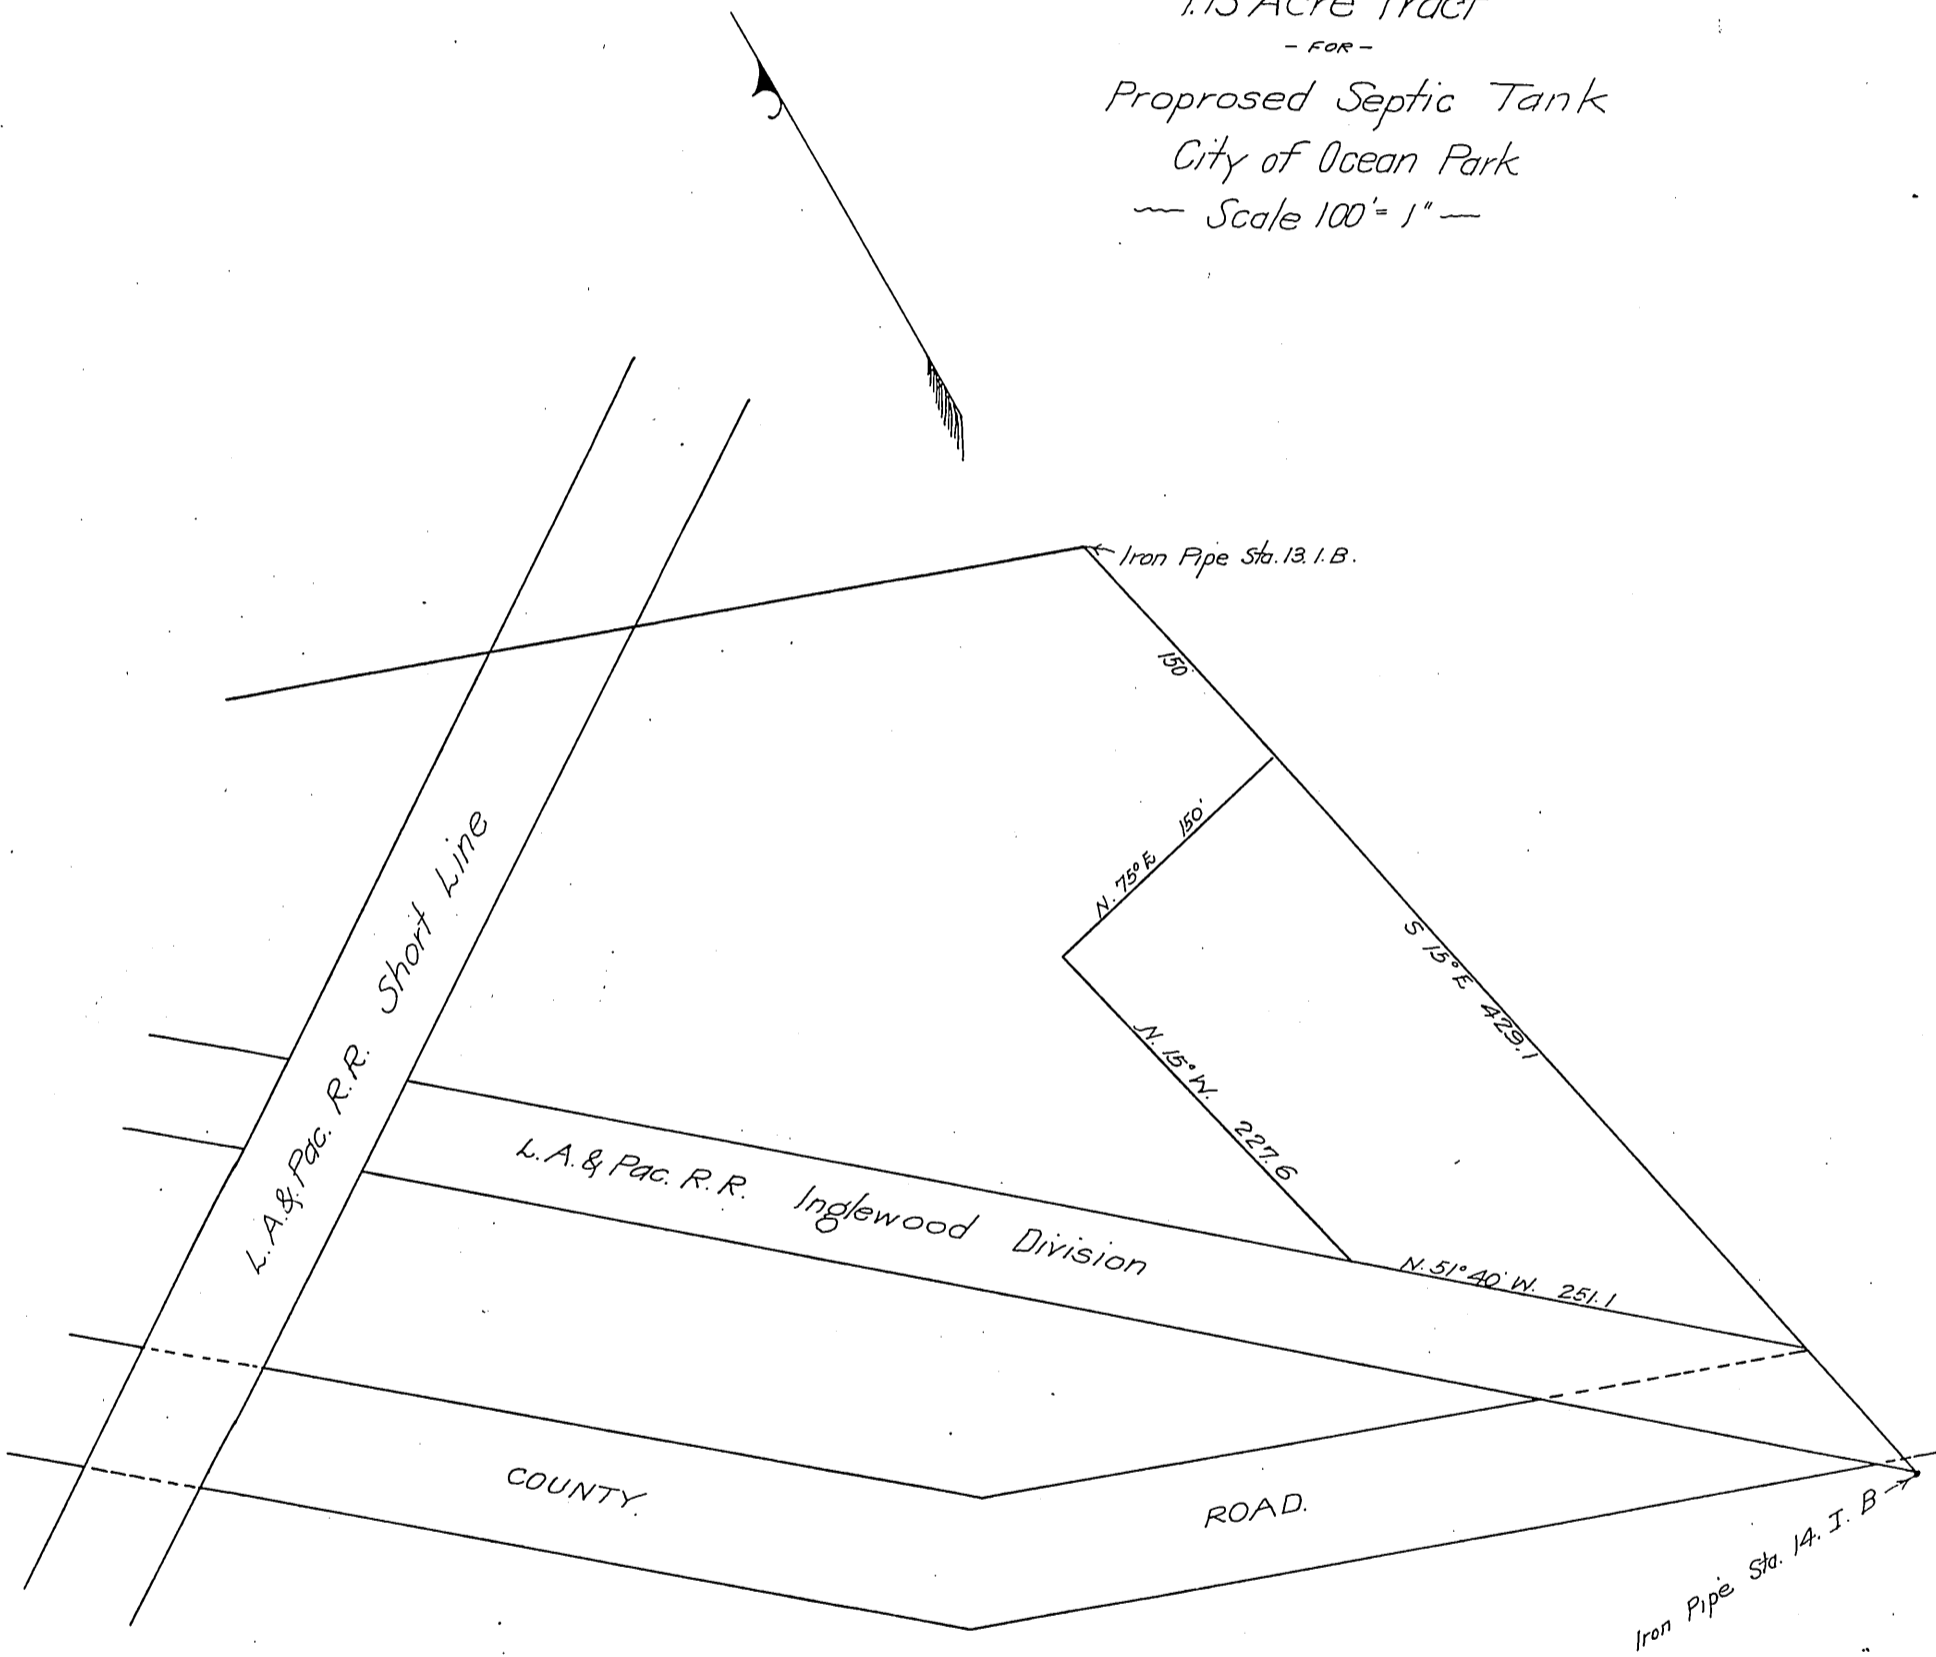 1.13 Acre Tract
- FOR -
Proprosed Septic Tank
City of Ocean Park
Scale 100' = 1"
Iron Pipe Sta. 13. I. B.
150'
N. 75° E 150'
S 15° E 429.1
N. 15° W. 227.6
N. 51° 40' W. 251.1
L. A. & Pac. R. R. Short Line
L. A. & Pac. R. R. Inglewood Division
COUNTY. ROAD.
Iron Pipe Sta. 14. I. B